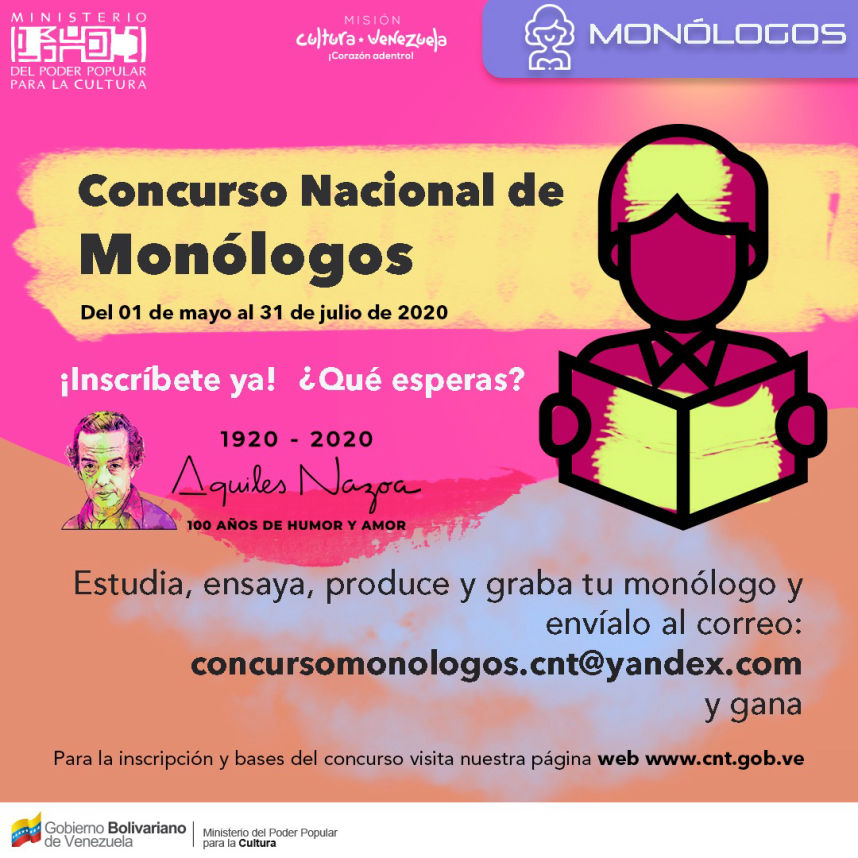 MINISTERIO
DEL PODER POPULAR
PARA LA CULTURA
MISIÓN
Cultura · Venezuela
¡Corazón adentro!
MONÓLOGOS
Concurso Nacional de
Monólogos
Del 01 de mayo al 31 de julio de 2020
¡Inscríbete ya! ¿Qué esperas?
1920 - 2020
Aquiles Nazoa
100 AÑOS DE HUMOR Y AMOR
Estudia, ensaya, produce y graba tu monólogo y
envíalo al correo:
concursomonologos.cnt@yandex.com
y gana
Para la inscripción y bases del concurso visita nuestra página web www.cnt.gob.ve
Gobierno Bolivariano
de Venezuela
Ministerio del Poder Popular
para la Cultura